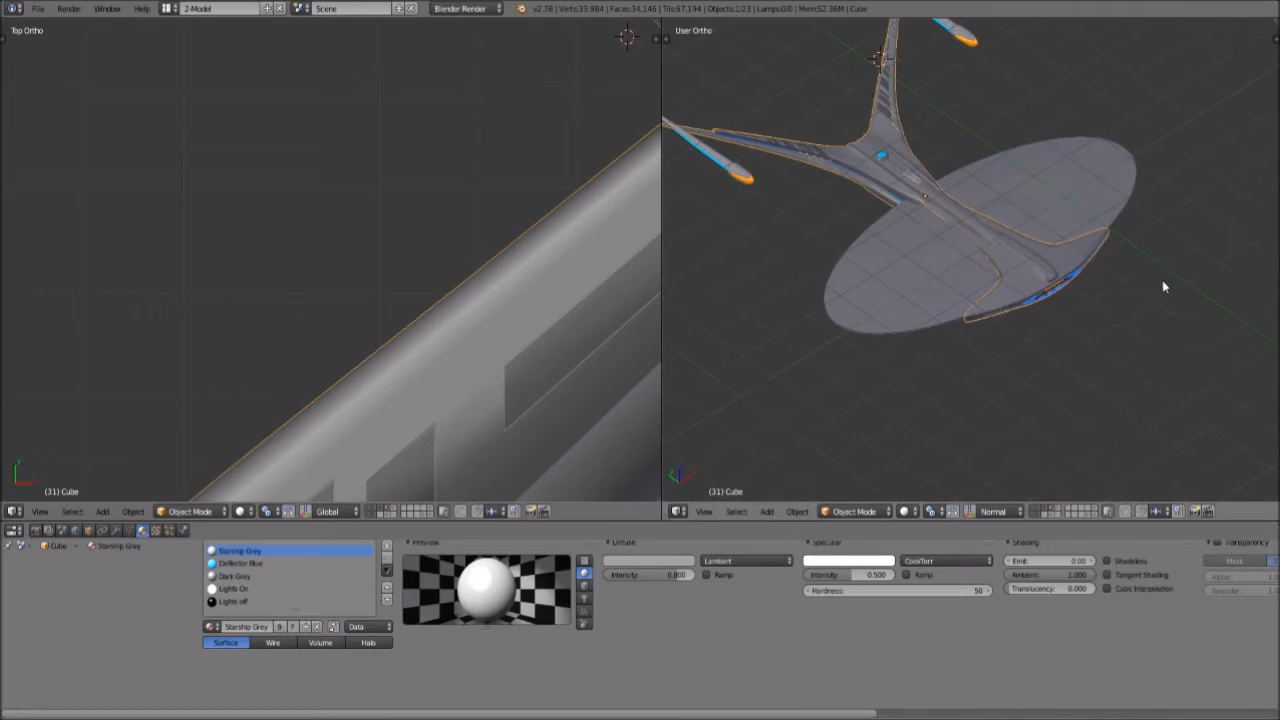 File Render Window Help 2-Model Scene Blender Render v2.76 | Verts:33,984 | Faces:34,146 | Tris:67,194 | Objects:1/23 | Lamps:0/0 | Mem:52.36M | Cube
Top Ortho
User Ortho
(31) Cube
(31) Cube
View Select Add Object Object Mode Global
View Select Add Object Object Mode Normal
Cube Starship Grey
Starship Grey
Deflector Blue
Dark Grey
Lights On
Lights off
Starship Grey 9 F Data
Surface Wire Volume Halo
Preview
Diffuse
Lambert
Intensity: 0.800 Ramp
Specular
CookTorr
Intensity: 0.500 Ramp
Hardness: 50
Shading
Emit: 0.00 Shadeless
Ambient: 1.000 Tangent Shading
Translucency: 0.000 Cubic Interpolation
Transparency
Mask
Alpha:
Specular: